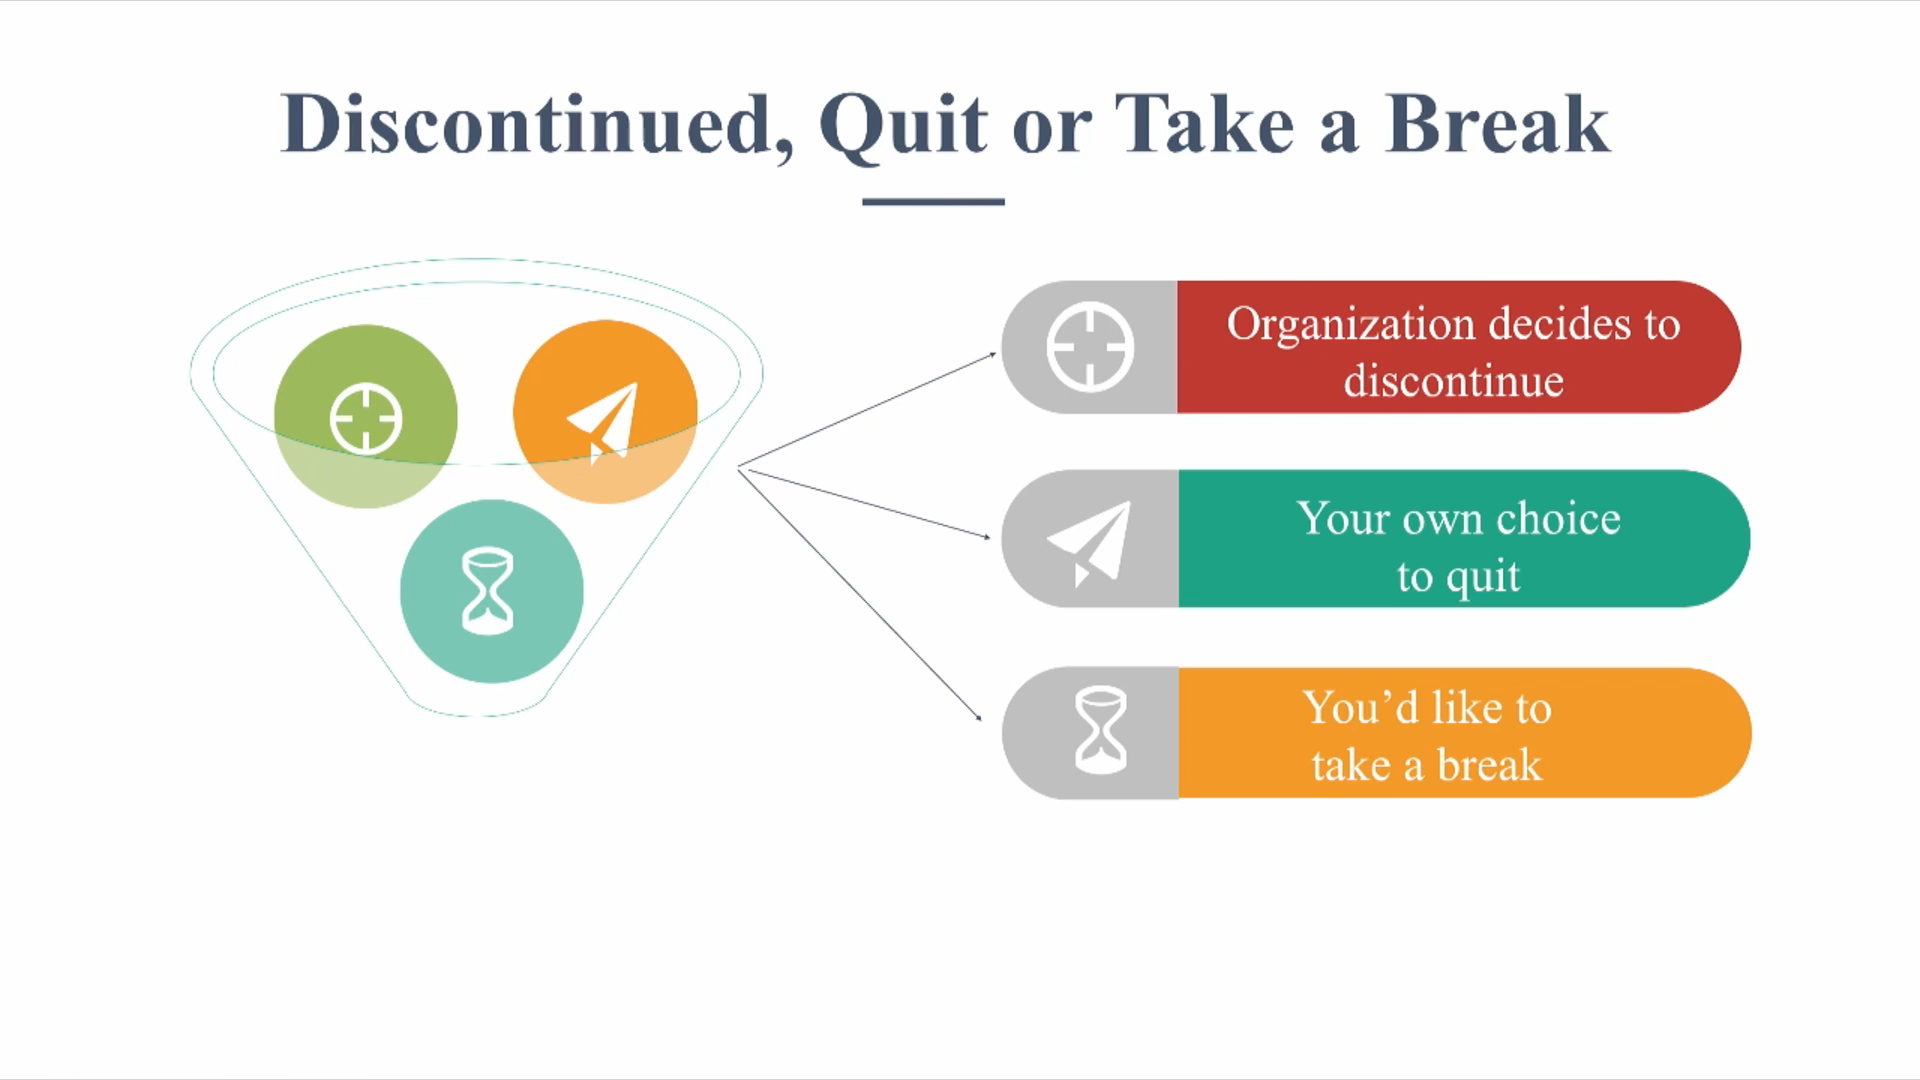 Discontinued, Quit or Take a Break
Organization decides to
discontinue
Your own choice
to quit
You’d like to
take a break